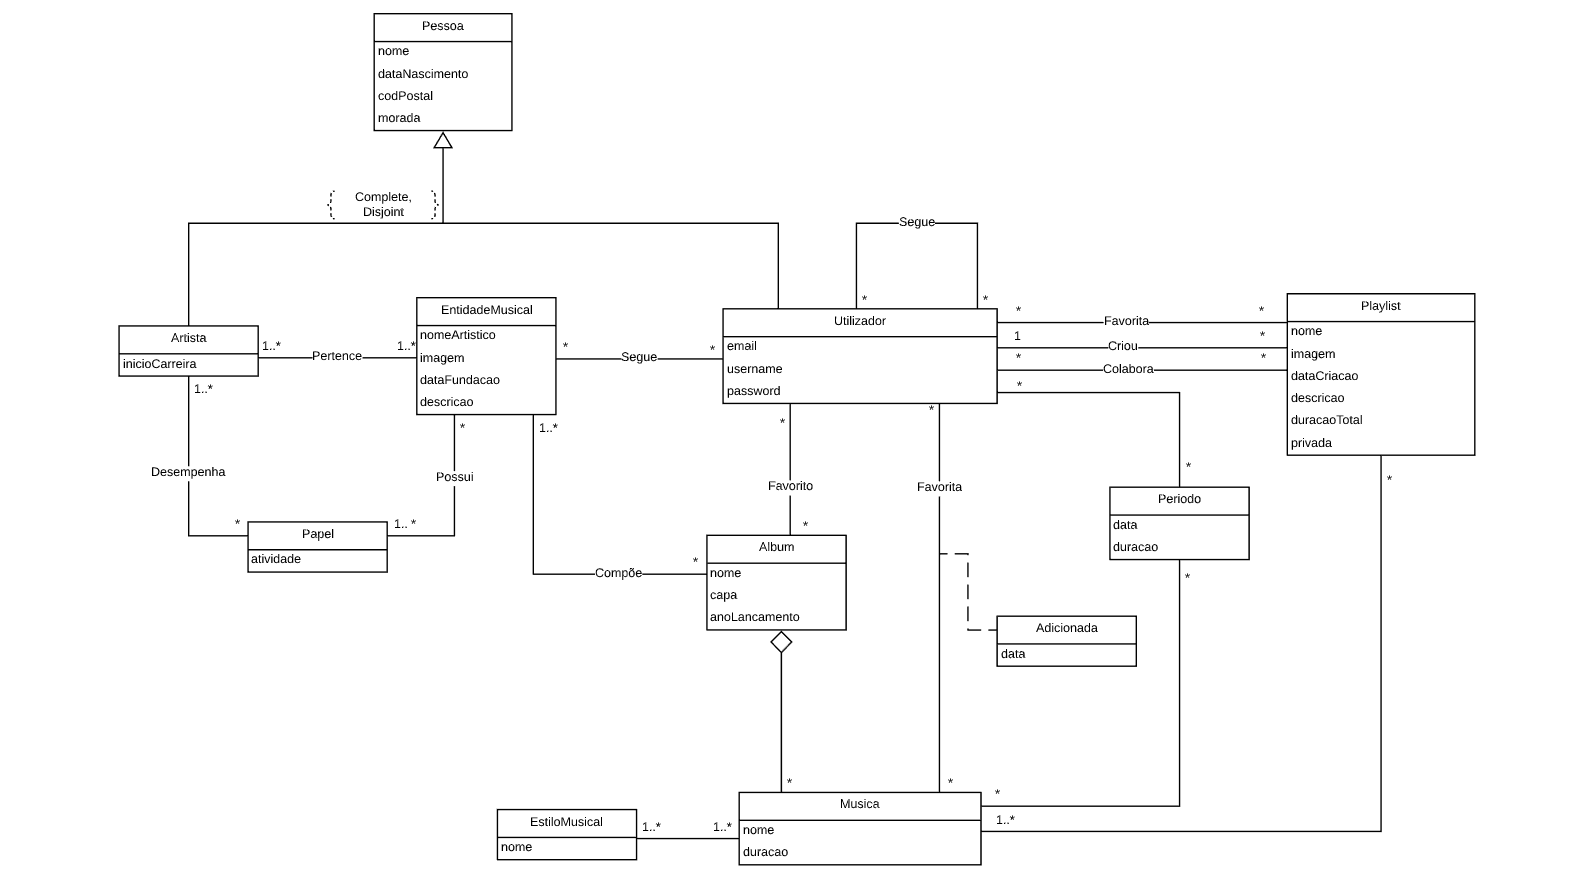 Pessoa
nome
dataNascimento
codPostal
morada
Complete,
Disjoint
Segue
*
*
Artista
inicioCarreira
1..*
Pertence
1..*
1..*
EntidadeMusical
nomeArtistico
imagem
dataFundacao
descricao
*
Segue
*
*
1..*
Utilizador
email
username
password
*
Favorita
*
1
Criou
*
*
Colabora
*
*
*
*
Playlist
nome
imagem
dataCriacao
descricao
duracaoTotal
privada
*
Desempenha
Possui
*
1.. *
Papel
atividade
Favorito
Favorita
*
*
Periodo
data
duracao
*
Compõe
*
Album
nome
capa
anoLancamento
Adicionada
data
*
*
*
1..*
EstiloMusical
nome
1..*
1..*
Musica
nome
duracao